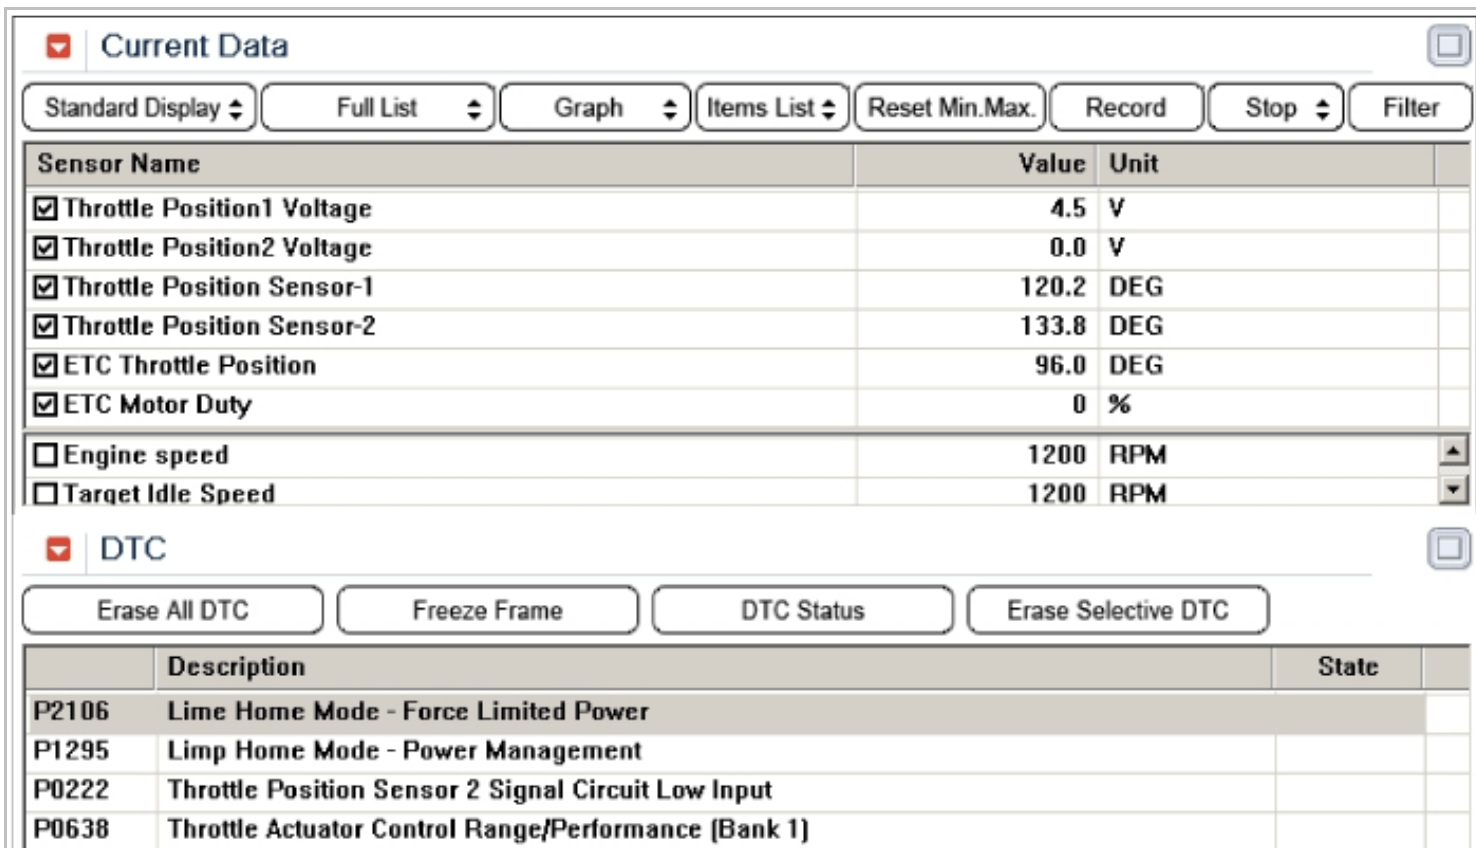 Current Data
Standard Display Full List Graph Items List Reset Min.Max. Record Stop Filter
Sensor Name Value Unit
Throttle Position1 Voltage 4.5 V
Throttle Position2 Voltage 0.0 V
Throttle Position Sensor-1 120.2 DEG
Throttle Position Sensor-2 133.8 DEG
ETC Throttle Position 96.0 DEG
ETC Motor Duty 0 %
Engine speed 1200 RPM
Target Idle Speed 1200 RPM
DTC
Erase All DTC Freeze Frame DTC Status Erase Selective DTC
Description State
P2106 Lime Home Mode - Force Limited Power
P1295 Limp Home Mode - Power Management
P0222 Throttle Position Sensor 2 Signal Circuit Low Input
P0638 Throttle Actuator Control Range/Performance (Bank 1)